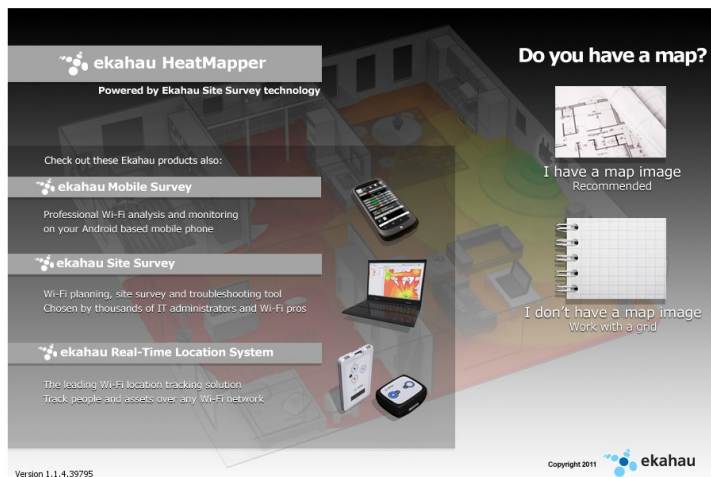 ekahau HeatMapper
Powered by Ekahau Site Survey technology
Check out these Ekahau products also:
ekahau Mobile Survey
Professional Wi-Fi analysis and monitoring
on your Android based mobile phone
ekahau Site Survey
Wi-Fi planning, site survey and troubleshooting tool
Chosen by thousands of IT administrators and Wi-Fi pros
ekahau Real-Time Location System
The leading Wi-Fi location tracking solution
Track people and assets over any Wi-Fi network
Version 1.1.4.39795
Do you have a map?
I have a map image
Recommended
I don't have a map image
Work with a grid
Copyright 2011
ekahau